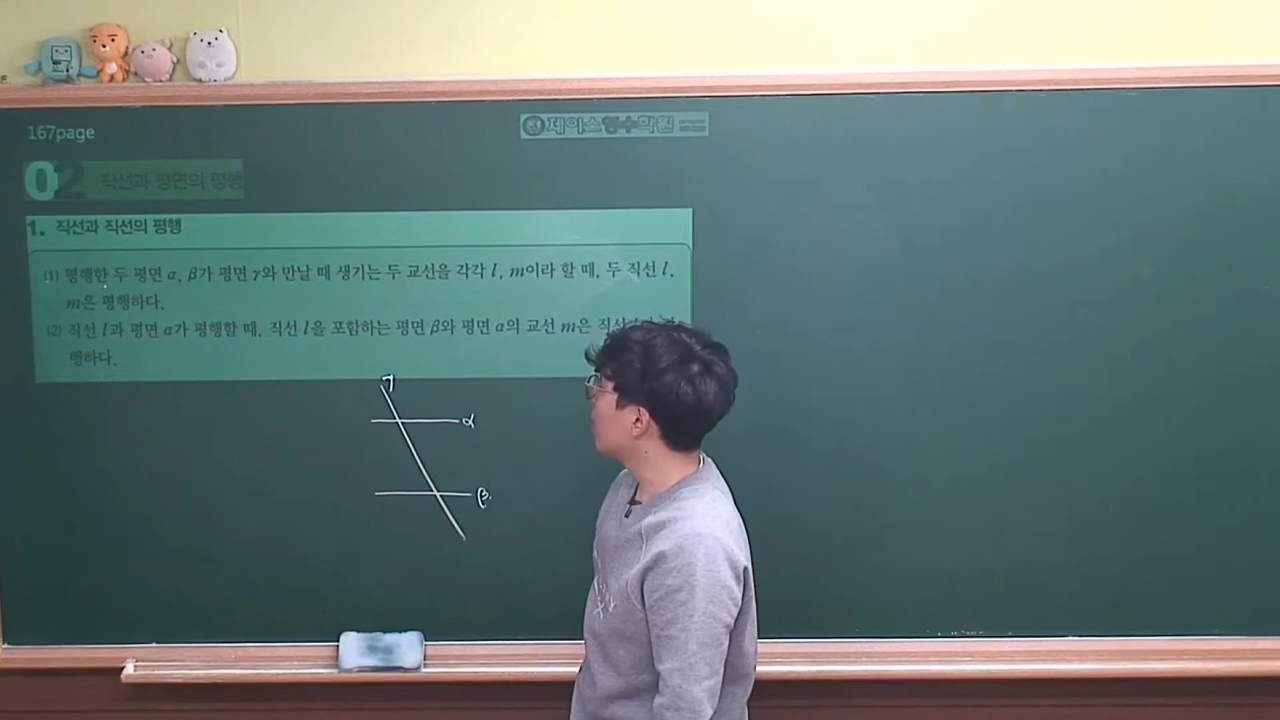 167page
제이스영수학원
02 직선과 평면의 평행
1. 직선과 직선의 평행
(1) 평행한 두 평면 α, β가 평면 γ와 만날 때 생기는 두 교선을 각각 l, m이라 할 때, 두 직선 l,
m은 평행하다.
(2) 직선 l과 평면 α가 평행할 때, 직선 l을 포함하는 평면 β와 평면 α의 교선 m은 직선
행하다.
γ
α
β